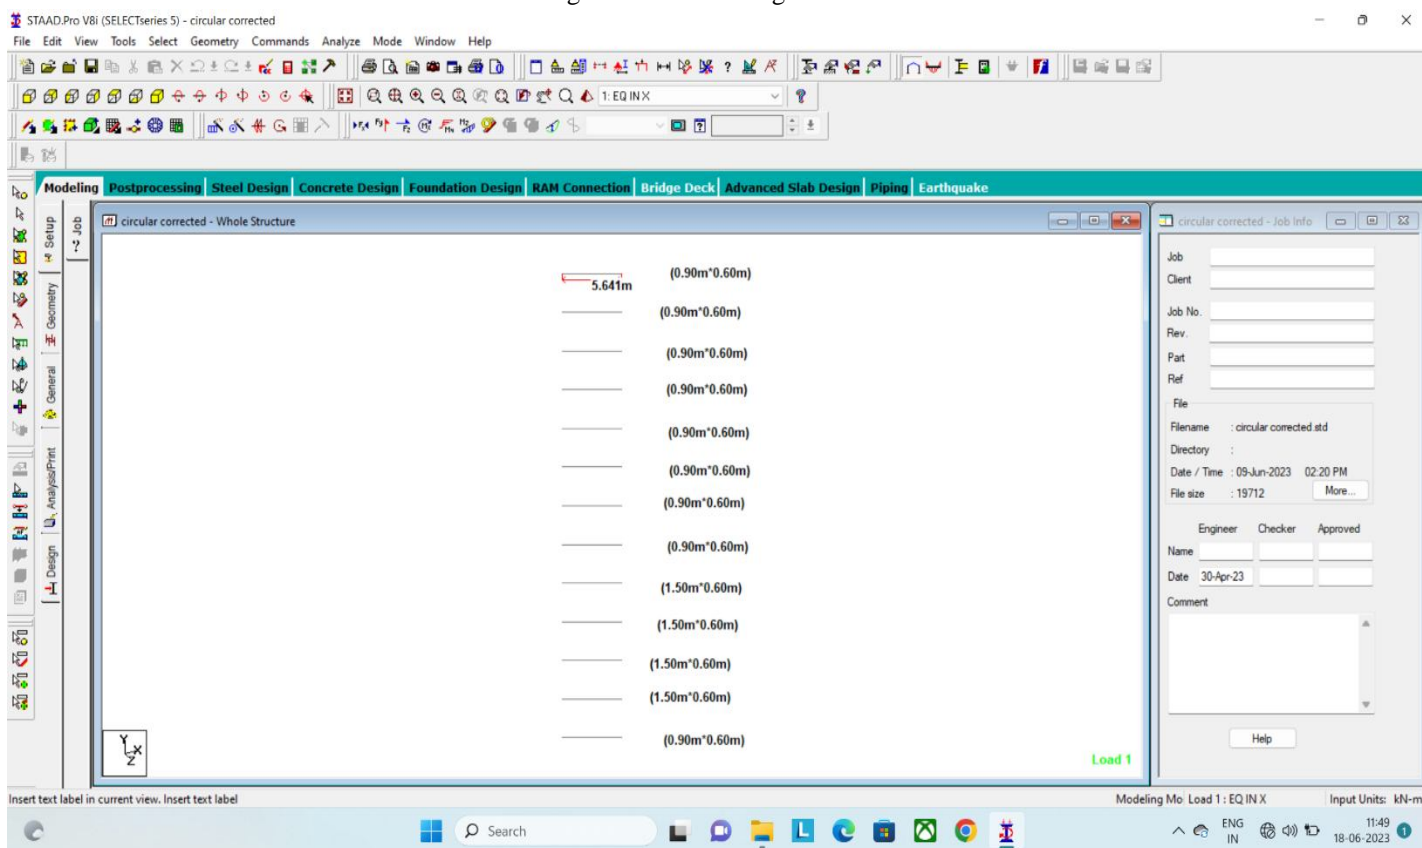 STAAD.Pro V8i (SELECTseries 5) - circular corrected
File Edit View Tools Select Geometry Commands Analyze Mode Window Help
1: EQ IN X
Modeling Postprocessing Steel Design Concrete Design Foundation Design RAM Connection Bridge Deck Advanced Slab Design Piping Earthquake
Setup
Geometry
General
Analysis/Print
Design
Job
circular corrected - Whole Structure
(0.90m*0.60m)
5.641m
(0.90m*0.60m)
(0.90m*0.60m)
(0.90m*0.60m)
(0.90m*0.60m)
(0.90m*0.60m)
(0.90m*0.60m)
(0.90m*0.60m)
(1.50m*0.60m)
(1.50m*0.60m)
(1.50m*0.60m)
(1.50m*0.60m)
(0.90m*0.60m)
Y
X
Z
Load 1
circular corrected - Job Info
Job
Client
Job No.
Rev.
Part
Ref
File
Filename : circular corrected.std
Directory :
Date / Time : 09-Jun-2023 02:20 PM
File size : 19712 More...
Engineer Checker Approved
Name
Date 30-Apr-23
Comment
Help
Insert text label in current view. Insert text label
Modeling Mo Load 1 : EQ IN X Input Units: kN-m
Search
ENG
IN
11:49
18-06-2023
1